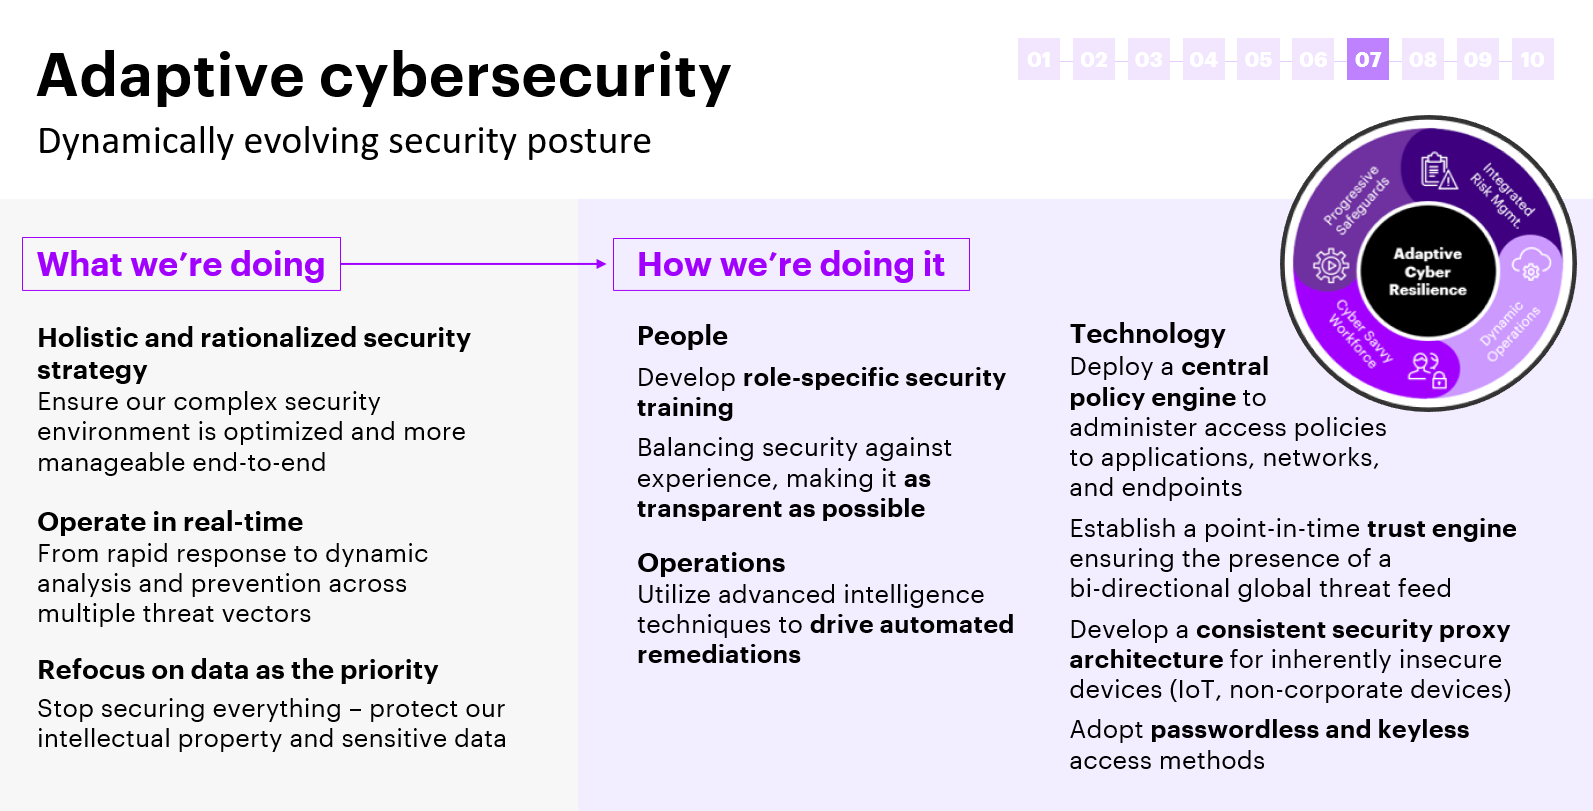 Adaptive cybersecurity
Dynamically evolving security posture
01 02 03 04 05 06 07 08 09 10
Progressive
Safeguards
Integrated
Risk Mgmt.
Adaptive
Cyber
Resilience
Cyber Savvy
Workforce
Dynamic
Operations
What we’re doing
Holistic and rationalized security
strategy
Ensure our complex security
environment is optimized and more
manageable end-to-end
Operate in real-time
From rapid response to dynamic
analysis and prevention across
multiple threat vectors
Refocus on data as the priority
Stop securing everything – protect our
intellectual property and sensitive data
How we’re doing it
People
Develop role-specific security
training
Balancing security against
experience, making it as
transparent as possible
Operations
Utilize advanced intelligence
techniques to drive automated
remediations
Technology
Deploy a central
policy engine to
administer access policies
to applications, networks,
and endpoints
Establish a point-in-time trust engine
ensuring the presence of a
bi-directional global threat feed
Develop a consistent security proxy
architecture for inherently insecure
devices (IoT, non-corporate devices)
Adopt passwordless and keyless
access methods